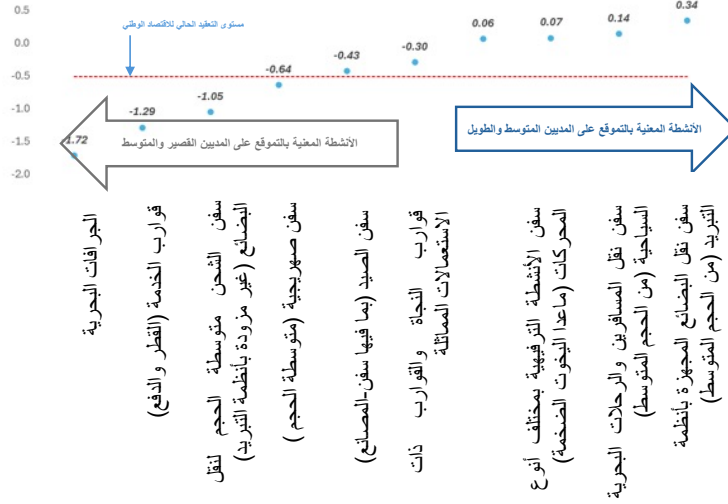 0.5
0.0
-0.5
-1.0
-1.5
-2.0
مستوى التعقيد الحالي للاقتصاد الوطني
-1.72
-1.29
-1.05
-0.64
-0.43
-0.30
0.06
0.07
0.14
0.34
الأنشطة المعنية بالتموقع على المديين القصير والمتوسط
الأنشطة المعنية بالتموقع على المديين المتوسط والطويل
الجرافات البحرية
قوارب الخدمة (القطر والدفع)
سفن الشحن متوسطة الحجم لنقل
البضائع (غير مزودة بأنظمة التبريد)
سفن صهريجية (متوسطة الحجم )
سفن الصيد (بما فيها سفن-المصانع)
قوارب النجاة والقوارب ذات
الاستعمالات المماثلة
سفن الأنشطة الترفيهية بمختلف أنوع
المحركات (ماعدا اليخوت الضخمة)
سفن نقل المسافرين والرحلات البحرية
السياحية (من الحجم المتوسط)
سفن نقل البضائع المجهزة بأنظمة
التبريد (من الحجم المتوسط)